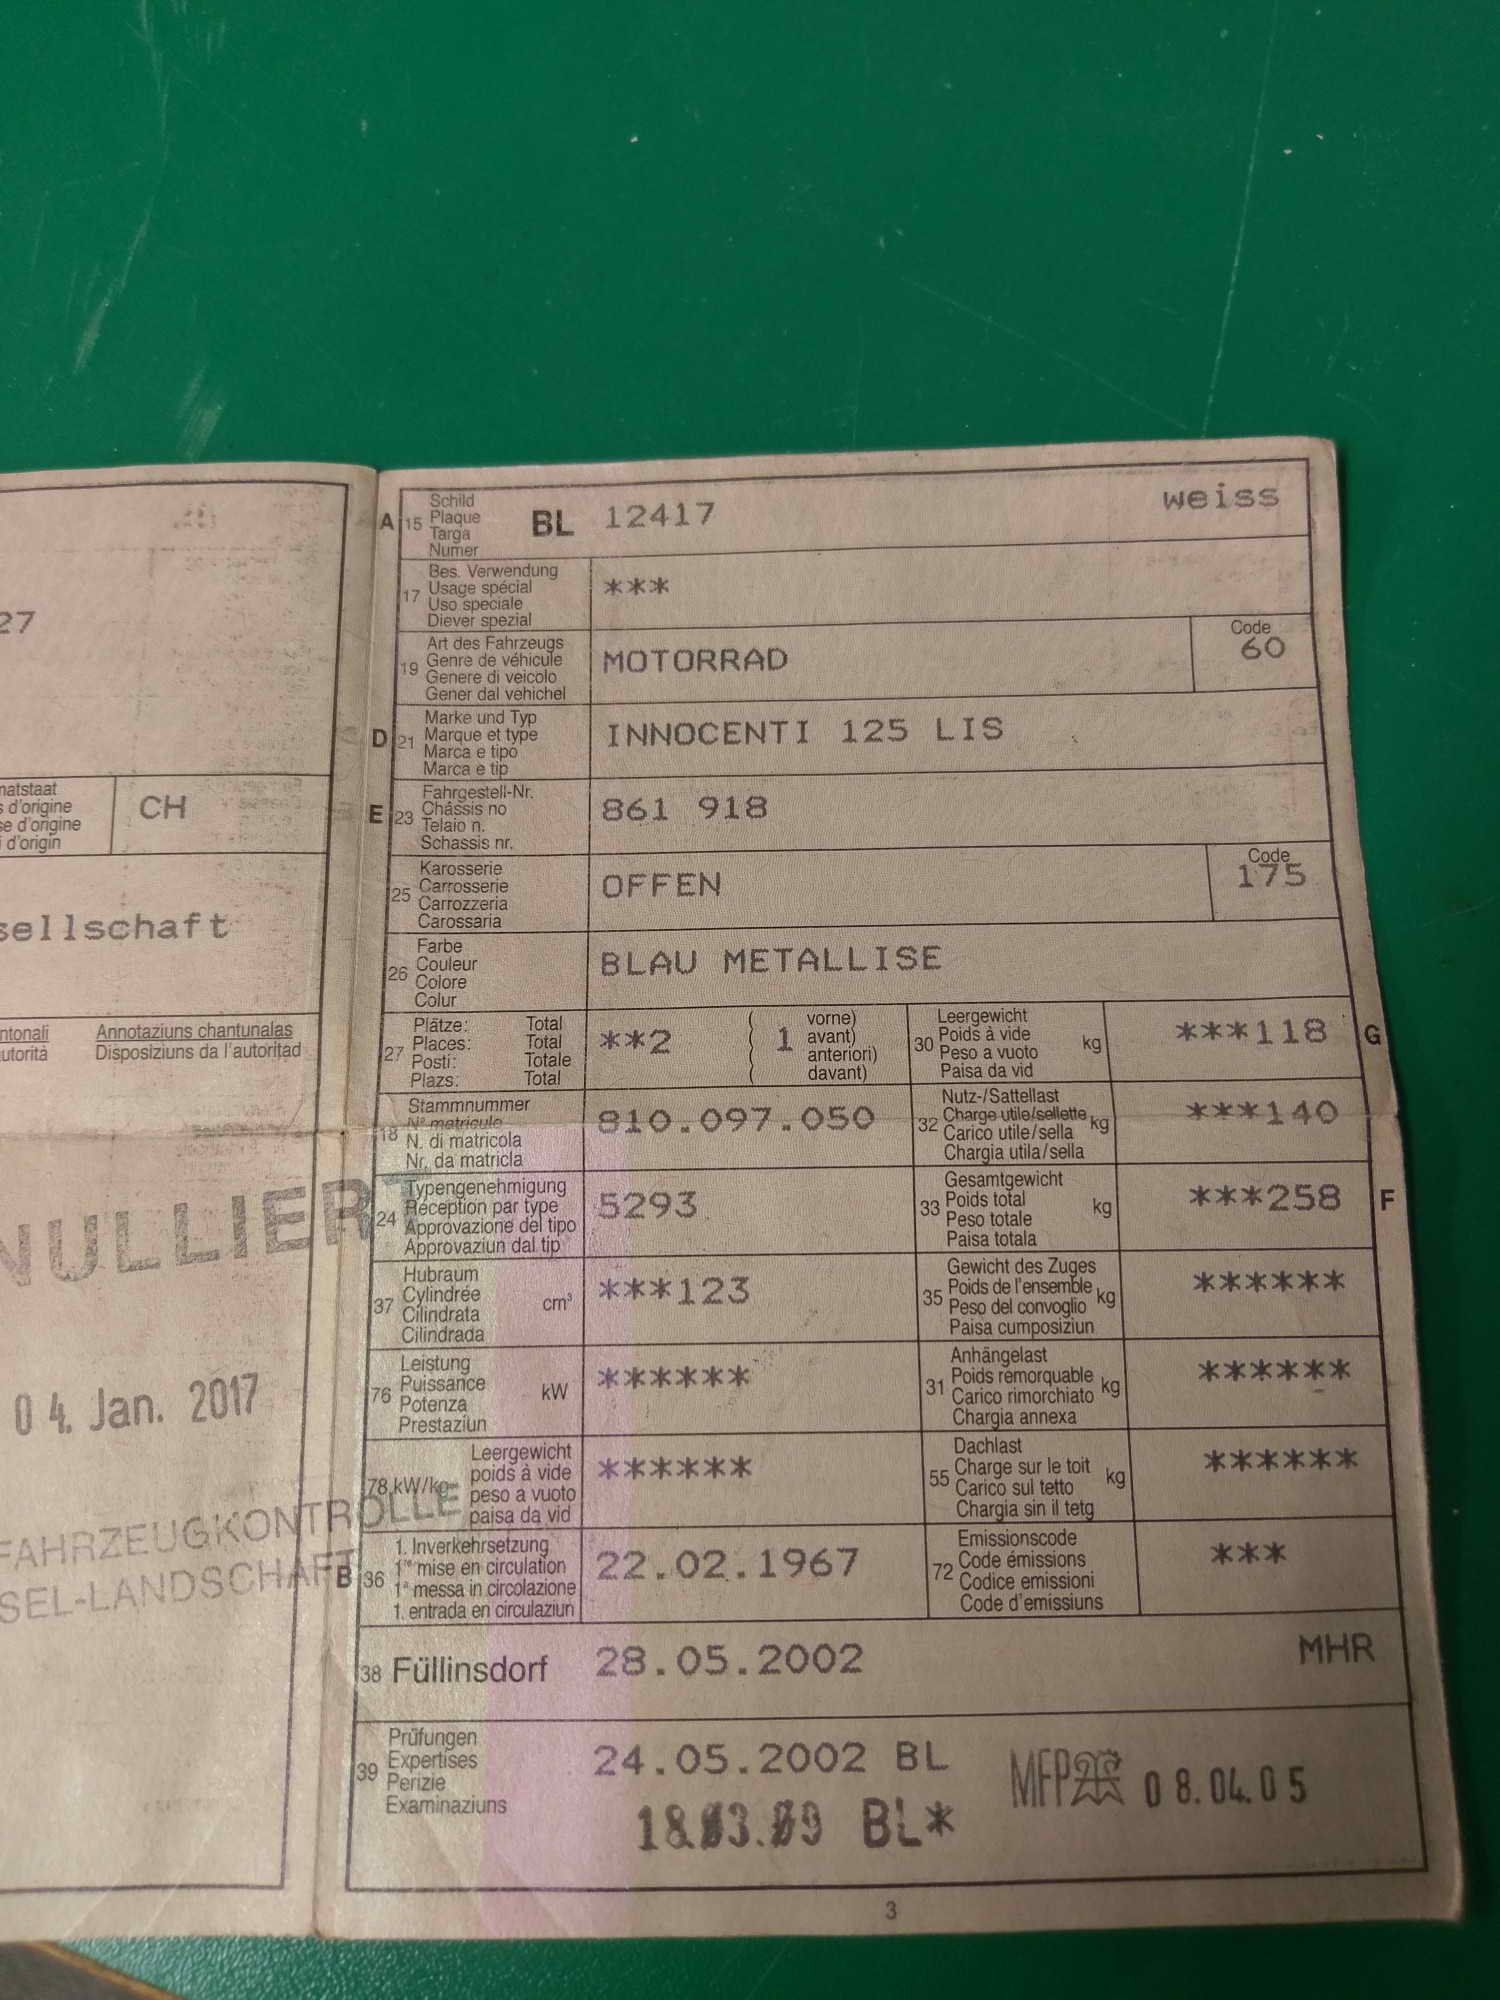 27
matstaat
s d'origine
se d'origine
i d'origin
CH
sellschaft
ntonali
utorità
Annotaziuns chantunalas
Disposiziuns da l'autoritad
NULLIERT
04. Jan. 2017
FAHRZEUGKONTROLLE
SEL-LANDSCHAFT
A 15 Schild
Plaque
Targa
Numer
BL 12417 weiss
17 Bes. Verwendung
Usage spécial
Uso speciale
Diever spezial
***
19 Art des Fahrzeugs
Genre de véhicule
Genere di veicolo
Gener dal vehichel
MOTORRAD
Code
60
D 21 Marke und Typ
Marque et type
Marca e tipo
Marca e tip
INNOCENTI 125 LIS
E 23 Fahrgestell-Nr.
Châssis no
Telaio n.
Schassis nr.
861 918
25 Karosserie
Carrosserie
Carrozzeria
Carossaria
OFFEN
Code
175
26 Farbe
Couleur
Colore
Colur
BLAU METALLISE
27 Plätze: Total
Places: Total
Posti: Totale
Plazs: Total
**2
( 1 vorne)
avant)
anteriori)
davant)
30 Leergewicht
Poids à vide
Peso a vuoto
Paisa da vid
kg
***118 G
18 Stammnummer
N° matricule
N. di matricola
Nr. da matricla
810.097.050
32 Nutz-/Sattellast
Charge utile/sellette
Carico utile/sella
Chargia utila/sella
kg
***140
24 Typengenehmigung
Réception par type
Approvazione del tipo
Approvaziun dal tip
5293
33 Gesamtgewicht
Poids total
Peso totale
Paisa totala
kg
***258 F
37 Hubraum
Cylindrée
Cilindrata
Cilindrada
cm³
***123
35 Gewicht des Zuges
Poids de l'ensemble
Peso del convoglio
Paisa cumposiziun
kg
******
76 Leistung
Puissance
Potenza
Prestaziun
kW
******
31 Anhängelast
Poids remorquable
Carico rimorchiato
Chargia annexa
kg
******
78 kW/kg
Leergewicht
poids à vide
peso a vuoto
paisa da vid
******
55 Dachlast
Charge sur le toit
Carico sul tetto
Chargia sin il tetg
kg
******
B 36 1. Inverkehrsetzung
1re mise en circulation
1a messa in circolazione
1. entrada en circulaziun
22.02.1967
72 Emissionscode
Code émissions
Codice emissioni
Code d'emissiuns
***
38 Füllinsdorf 28.05.2002 MHR
39 Prüfungen
Expertises
Perizie
Examinaziuns
24.05.2002 BL
MFP 08.04.05
18.03.09 BL*
3